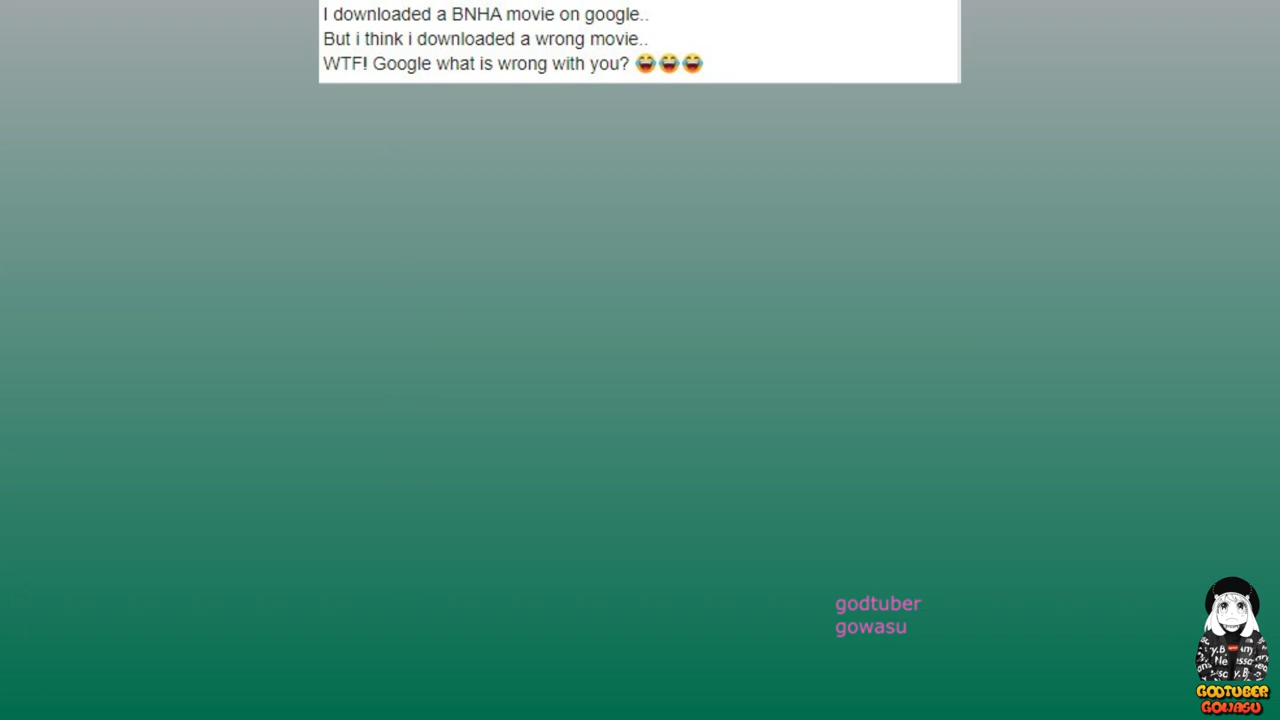 I downloaded a BNHA movie on google..
But i think i downloaded a wrong movie..
WTF! Google what is wrong with you? 😂😂😂
godtuber
gowasu
GODTUBER
GOWASU